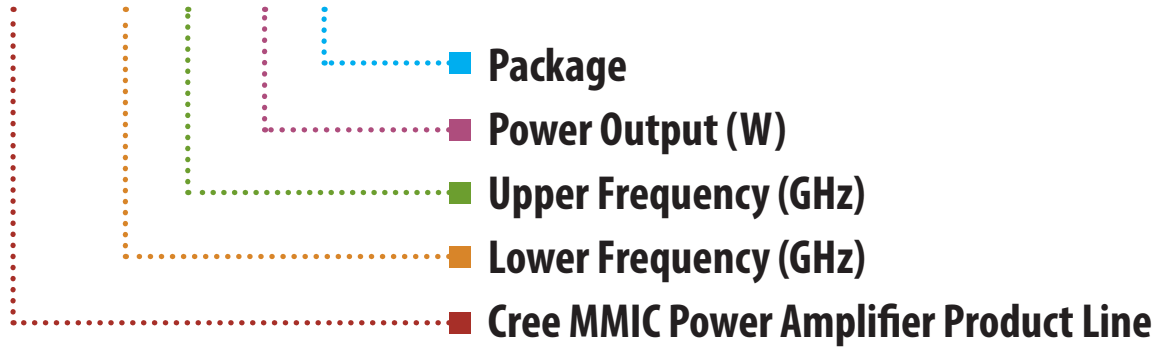 Package
Power Output (W)
Upper Frequency (GHz)
Lower Frequency (GHz)
Cree MMIC Power Amplifier Product Line